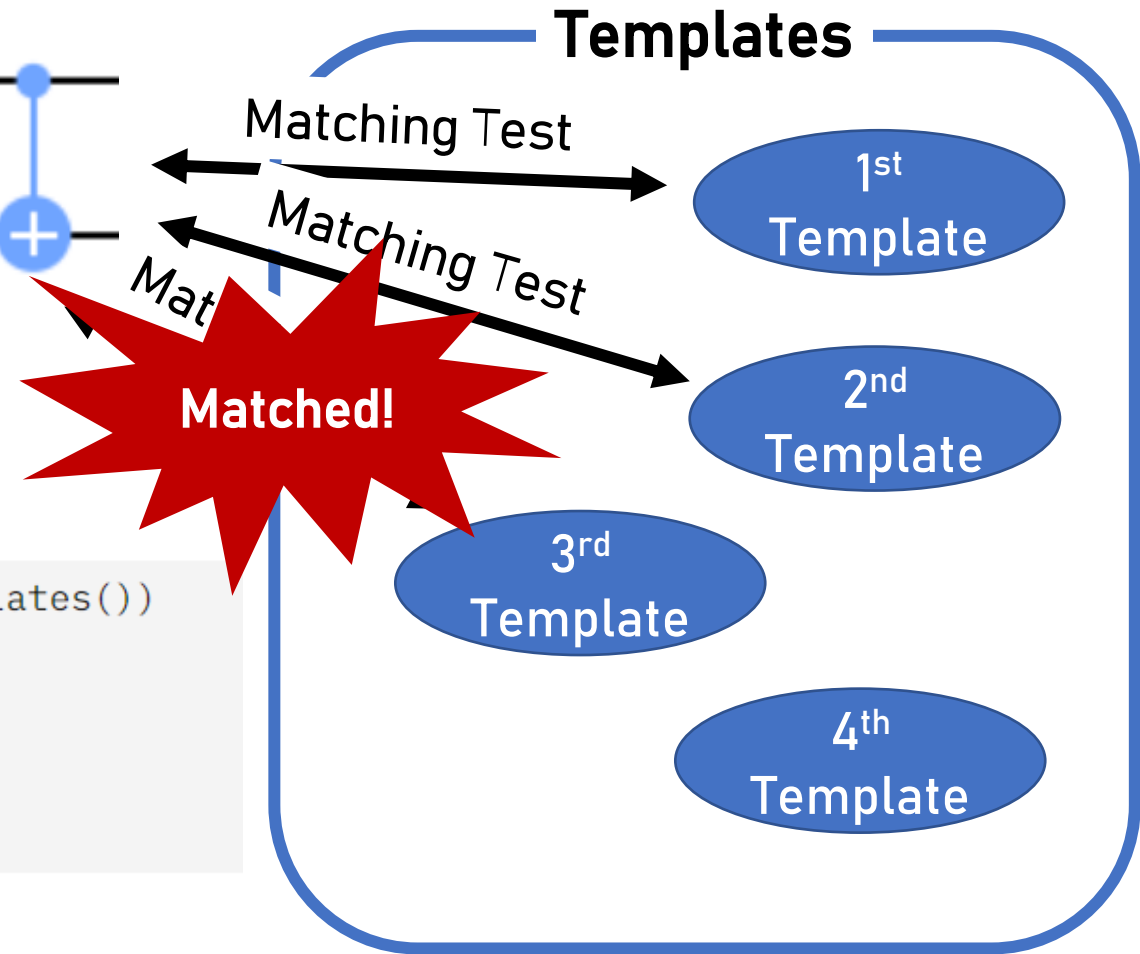 Templates
Matching Test
1st
Template
Matching Test
Mat
Matched!
2nd
Template
3rd
Template
ates())
4th
Template